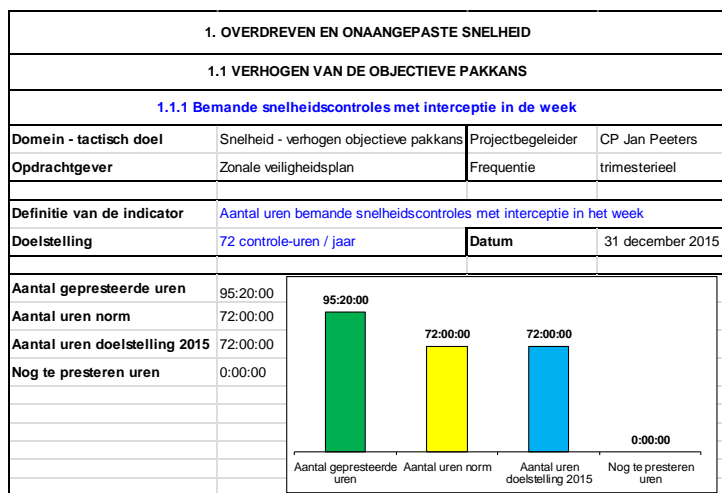 1. OVERDREVEN EN ONAANGEPASTE SNELHEID
1.1 VERHOGEN VAN DE OBJECTIEVE PAKKANS
1.1.1 Bemande snelheidscontroles met interceptie in de week
Domein - tactisch doel Snelheid - verhogen objectieve pakkans Projectbegeleider CP Jan Peeters
Opdrachtgever Zonale veiligheidsplan Frequentie trimesterieel
Definitie van de indicator Aantal uren bemande snelheidscontroles met interceptie in het week
Doelstelling 72 controle-uren / jaar Datum 31 december 2015
Aantal gepresteerde uren 95:20:00
Aantal uren norm 72:00:00
Aantal uren doelstelling 2015 72:00:00
Nog te presteren uren 0:00:00
95:20:00
72:00:00
72:00:00
0:00:00
Aantal gepresteerde
uren
Aantal uren norm
Aantal uren
doelstelling 2015
Nog te presteren
uren